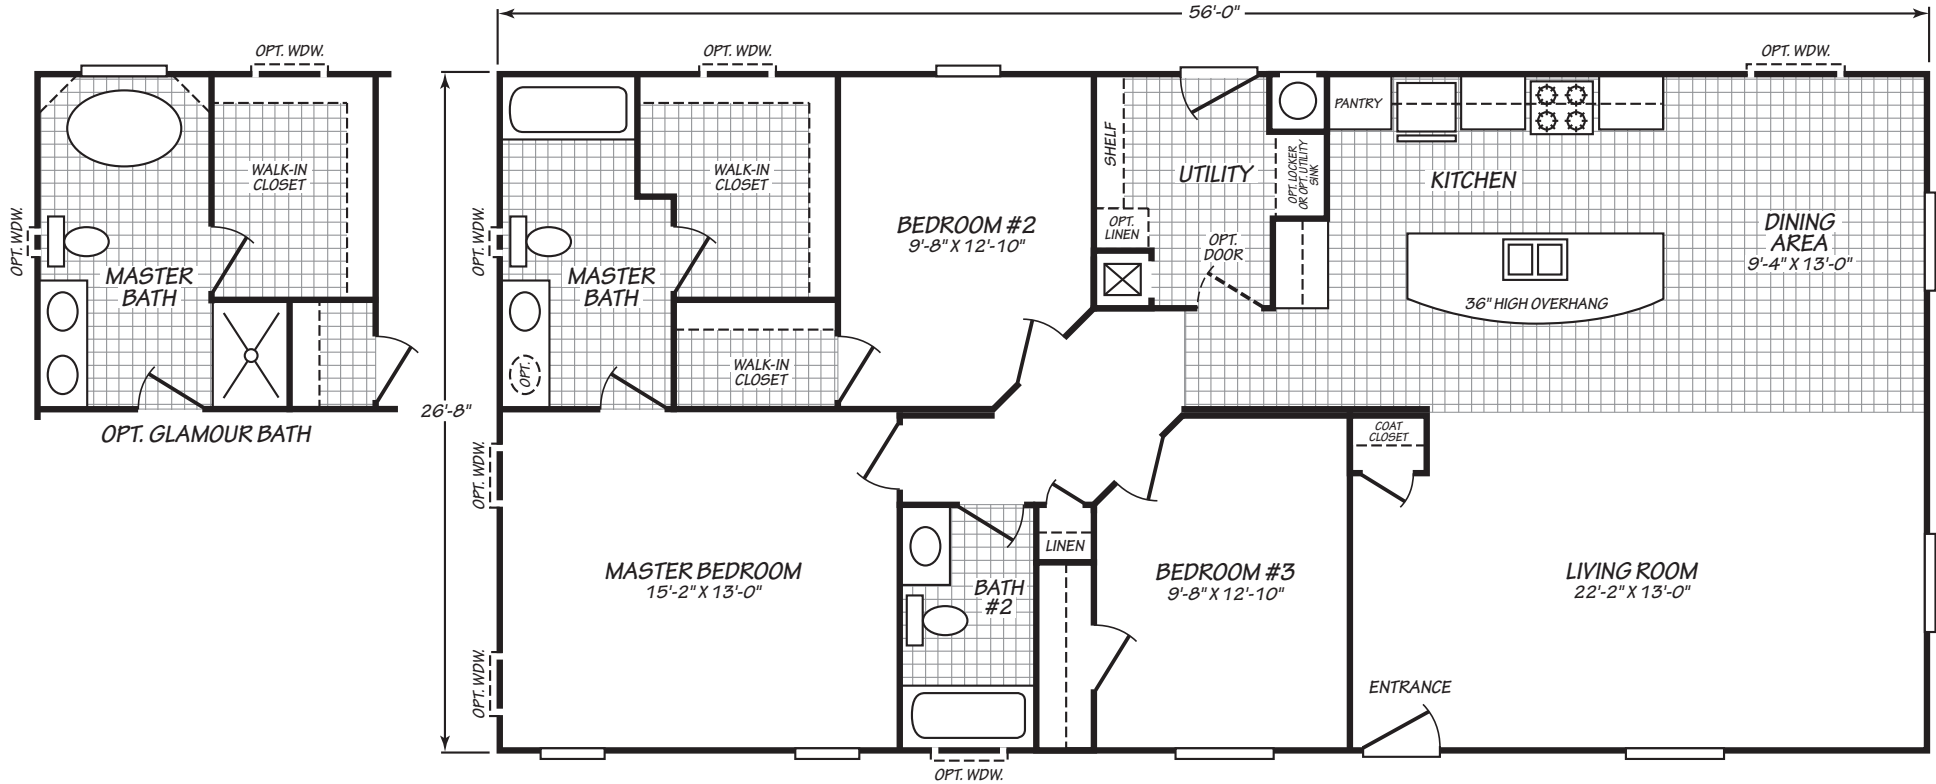 56'-0"
OPT. WDW.
OPT. WDW.
OPT. WDW.
PANTRY
SHELF
WALK-IN
CLOSET
WALK-IN
CLOSET
UTILITY
OPT. LOCKER
OR OPT. UTILITY
SINK
KITCHEN
OPT. WDW.
OPT. WDW.
BEDROOM #2
9'-8" X 12'-10"
OPT.
LINEN
OPT.
DOOR
DINING
AREA
9'-4" X 13'-0"
MASTER
BATH
MASTER
BATH
36" HIGH OVERHANG
OPT.
WALK-IN
CLOSET
26'-8"
OPT. GLAMOUR BATH
COAT
CLOSET
OPT. WDW.
LINEN
MASTER BEDROOM
15'-2" X 13'-0"
BATH
#2
BEDROOM #3
9'-8" X 12'-10"
LIVING ROOM
22'-2" X 13'-0"
OPT. WDW.
ENTRANCE
OPT. WDW.